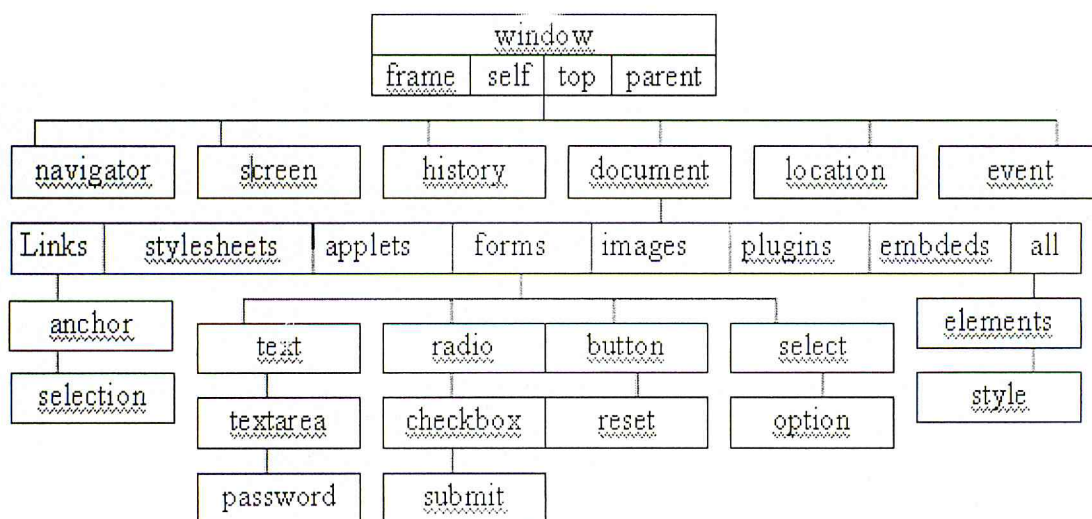 window
frame self top parent
navigator screen history document location event
Links stylesheets applets forms images plugins embdeds all
anchor text radio button select elements
selection textarea checkbox reset option style
password submit